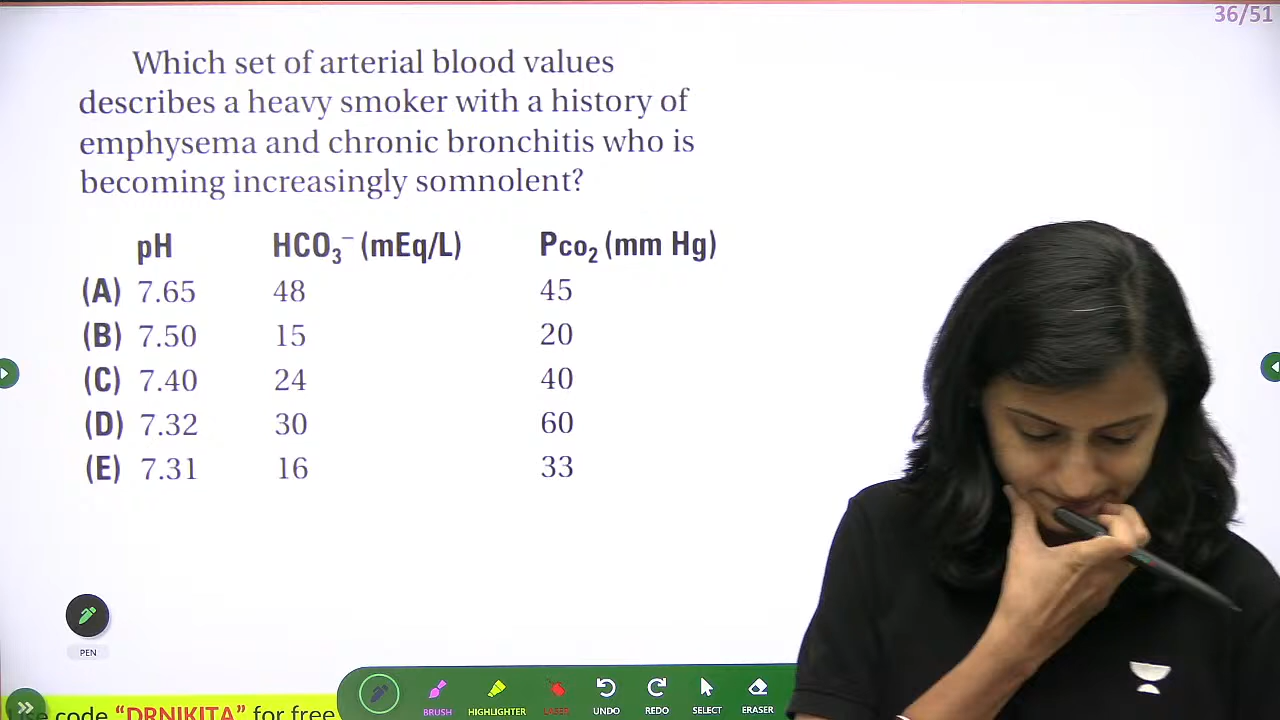 36/51
Which set of arterial blood values
describes a heavy smoker with a history of
emphysema and chronic bronchitis who is
becoming increasingly somnolent?
pH HCO₃⁻ (mEq/L) Pco₂ (mm Hg)
(A) 7.65 48 45
(B) 7.50 15 20
(C) 7.40 24 40
(D) 7.32 30 60
(E) 7.31 16 33
PEN
BRUSH HIGHLIGHTER LASER UNDO REDO SELECT ERASER
code "DRNIKITA" for free